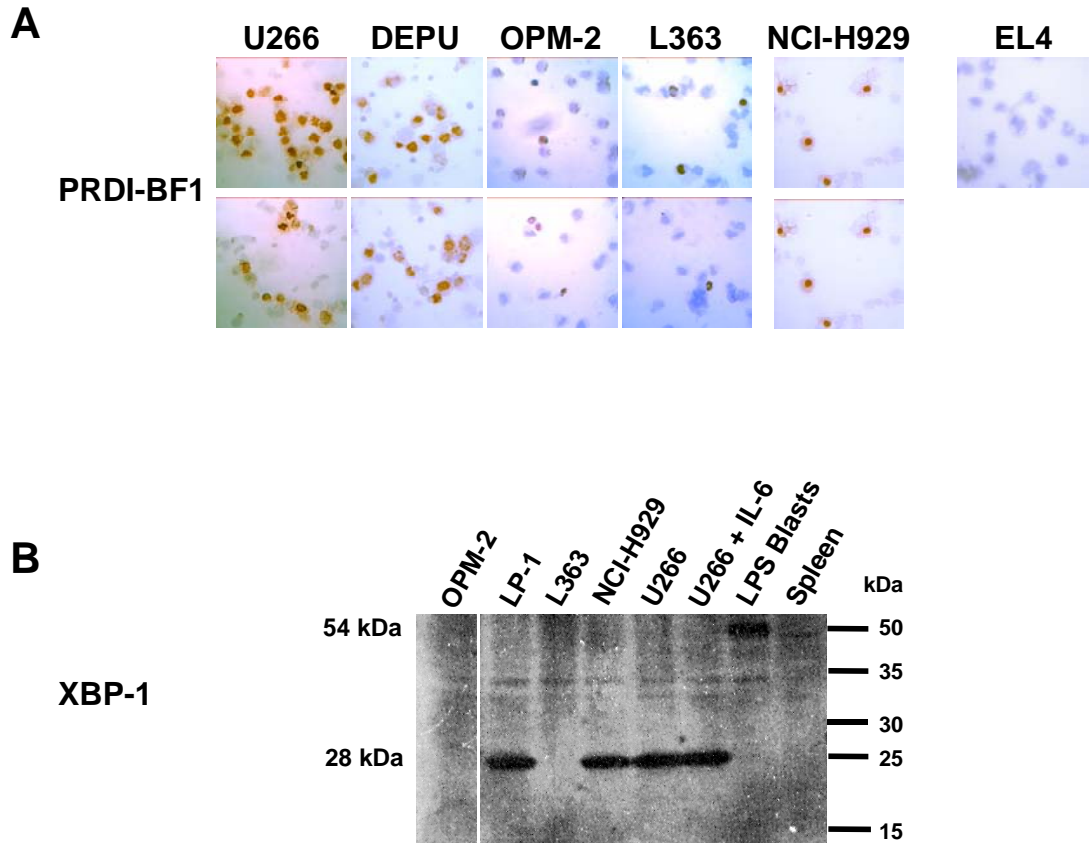 A
U266 DEPU OPM-2 L363 NCI-H929 EL4
PRDI-BF1
B
OPM-2 LP-1 L363 NCI-H929 U266 U266 + IL-6 LPS Blasts Spleen
kDa
54 kDa 50
35
XBP-1
30
28 kDa 25
15